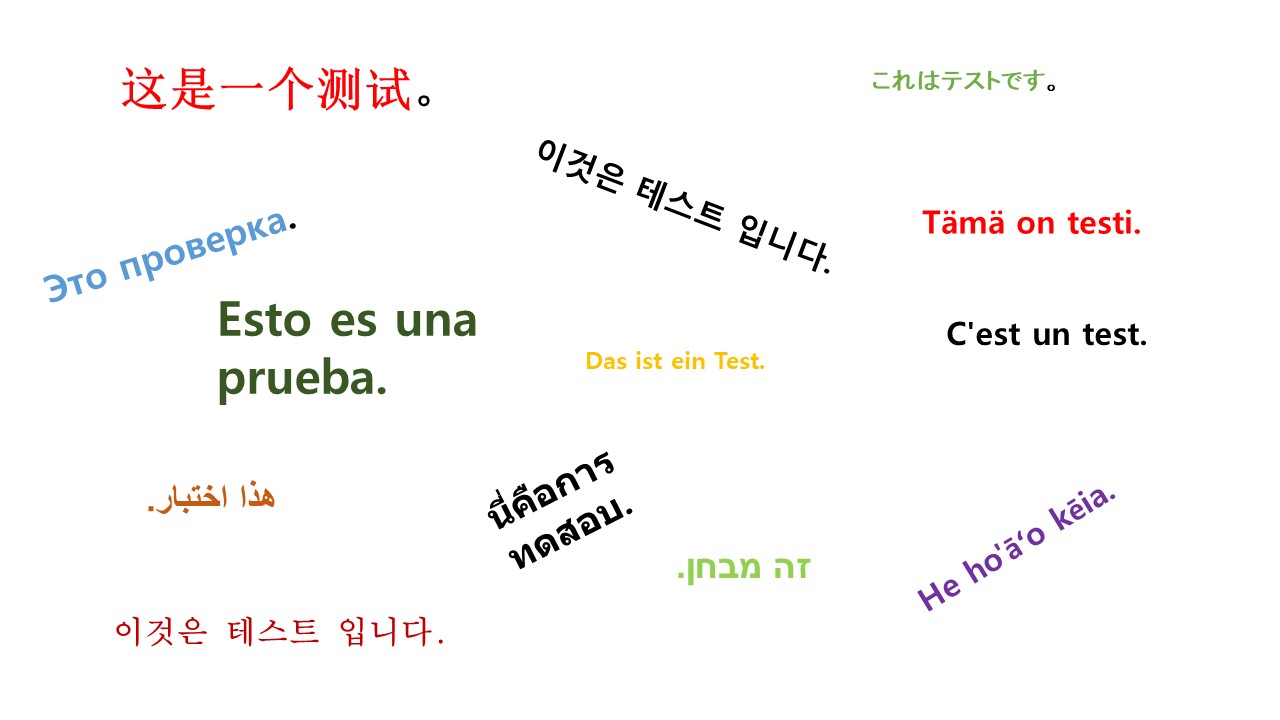 这是一个测试。
これはテストです。
이것은 테스트 입니다.
Tämä on testi.
Это проверка.
Esto es una
prueba.
Das ist ein Test.
C'est un test.
هذا اختبار.
นี่คือการ
ทดสอบ.
זה מבחן.
He ho'āʻo kēia.
이것은 테스트 입니다.